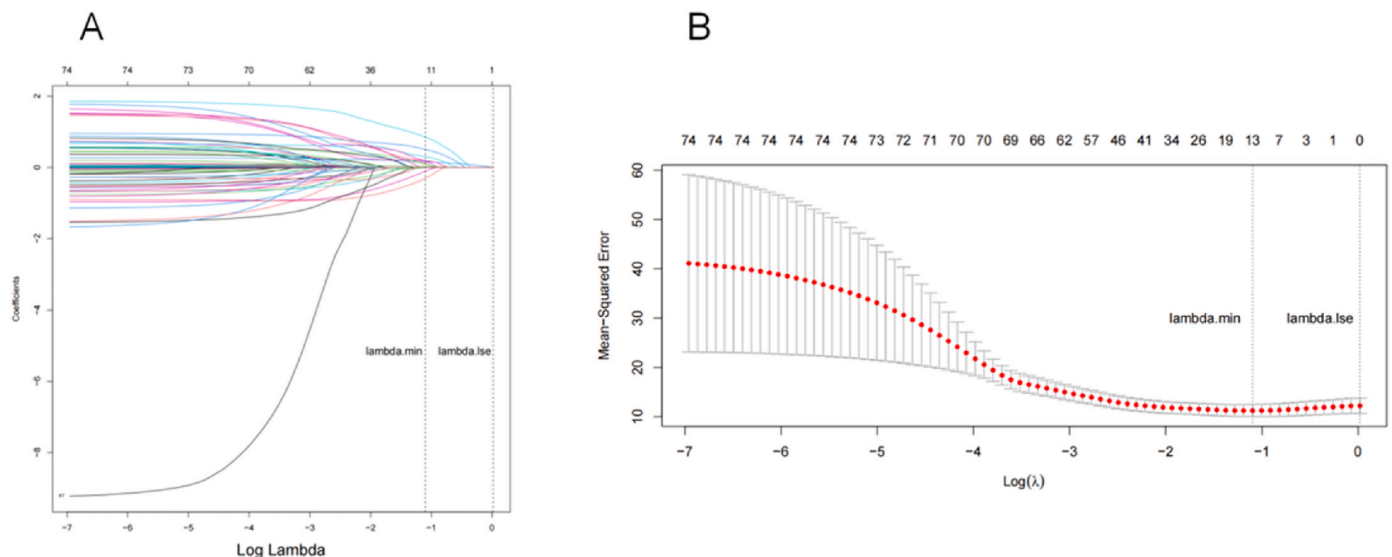 A
74 74 73 70 62 36 11 1
2
0
−2
−4
−6
−8
Coefficients
lambda.min lambda.lse
−7 −6 −5 −4 −3 −2 −1 0
Log Lambda
B
74 74 74 74 74 74 74 73 72 71 70 70 69 66 62 57 46 41 34 26 19 13 7 3 1 0
60
50
40
30
20
10
Mean−Squared Error
lambda.min lambda.lse
−7 −6 −5 −4 −3 −2 −1 0
Log(λ)